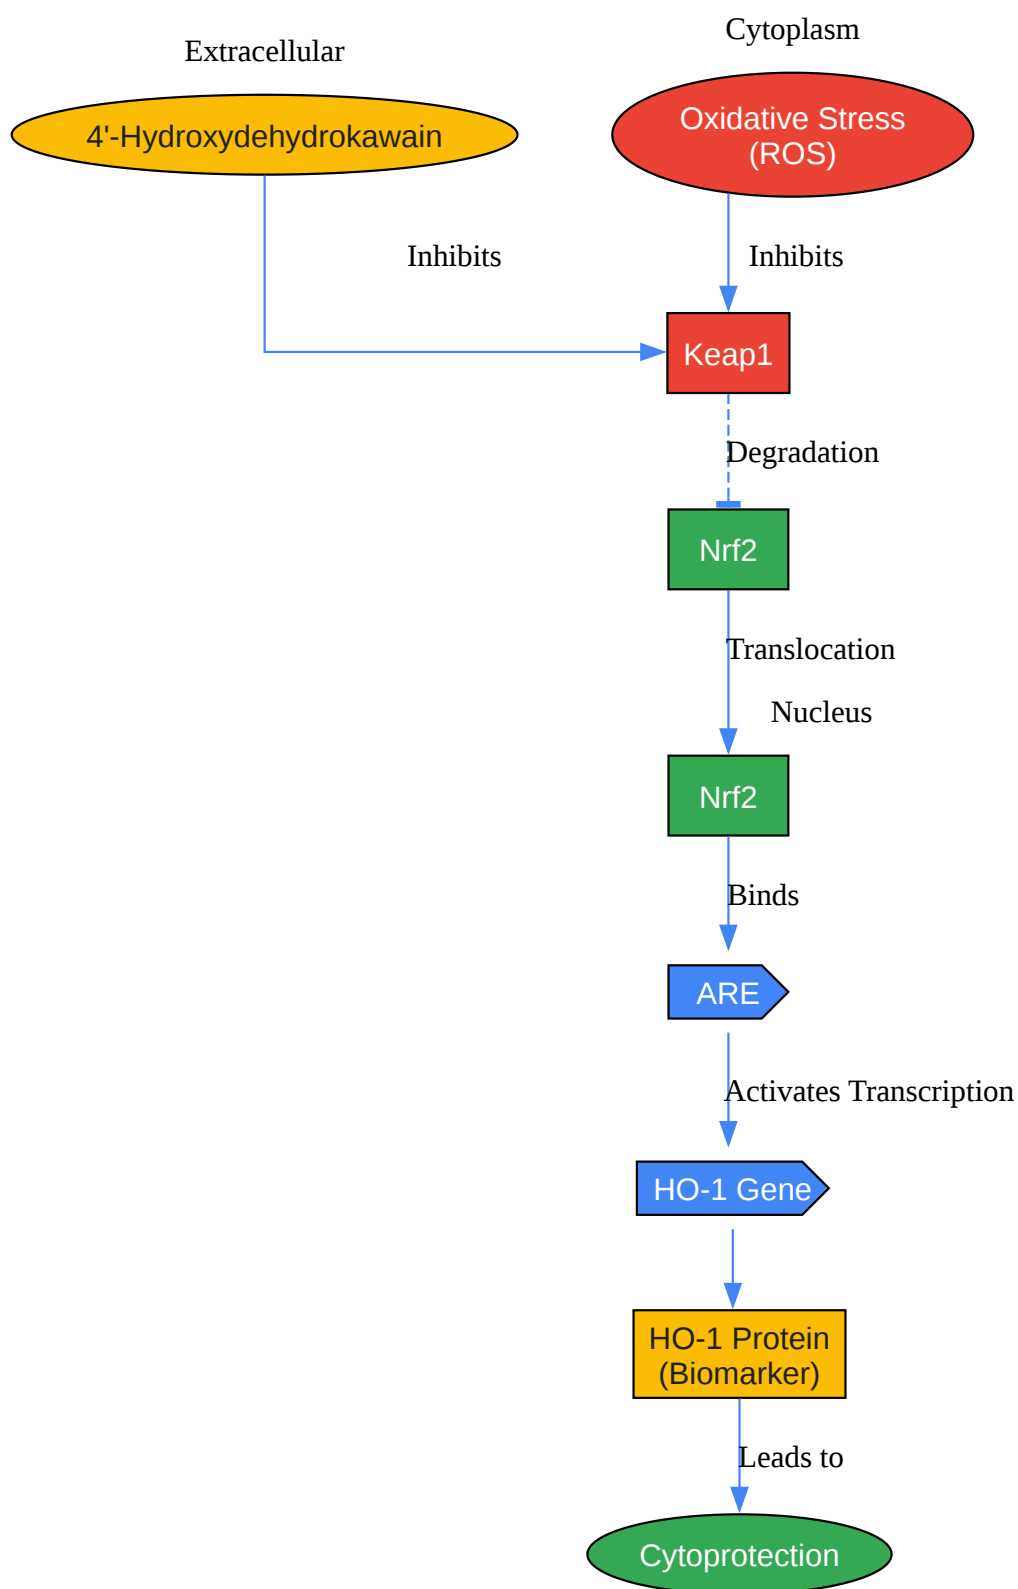 Extracellular
Cytoplasm
4'-Hydroxydehydrokawain
Oxidative Stress
(ROS)
Inhibits
Inhibits
Keap1
Degradation
Nrf2
Translocation
Nucleus
Nrf2
Binds
ARE
Activates Transcription
HO-1 Gene
HO-1 Protein
(Biomarker)
Leads to
Cytoprotection